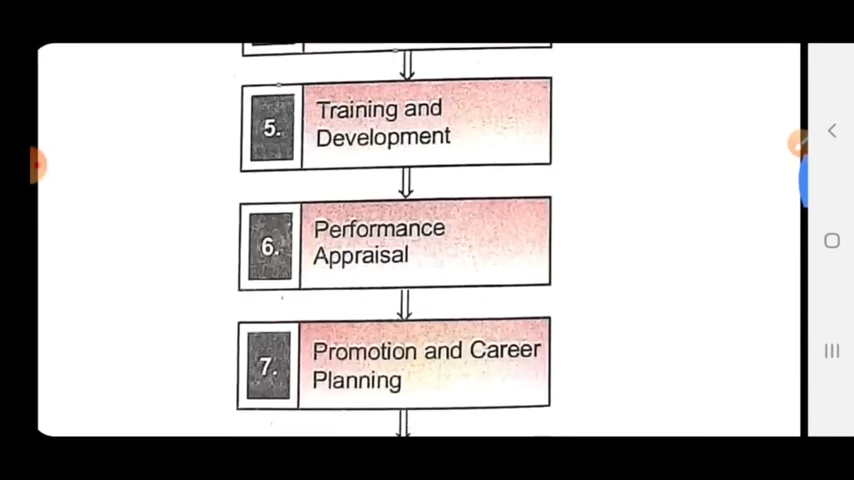 5.
Training and
Development
6.
Performance
Appraisal
7.
Promotion and Career
Planning